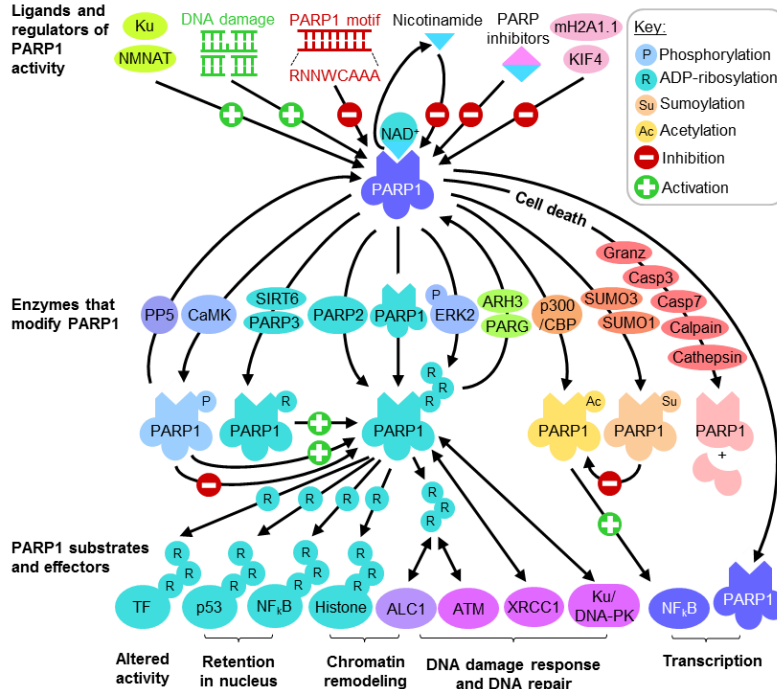 Ligands and
regulators of
PARP1
activity
Ku
NMNAT
DNA damage
PARP1 motif
RNNWCAAA
Nicotinamide
PARP
inhibitors
mH2A1.1
KIF4
Key:
P Phosphorylation
R ADP-ribosylation
Su Sumoylation
Ac Acetylation
Inhibition
Activation
NAD+
PARP1
Cell death
Enzymes that
modify PARP1
PP5
CaMK
SIRT6
PARP3
PARP2
PARP1
P
ERK2
ARH3
PARG
p300
/CBP
SUMO3
SUMO1
Granz
Casp3
Casp7
Calpain
Cathepsin
P
PARP1
R
PARP1
R
R
R
PARP1
Ac
PARP1
Su
PARP1
PARP1
+
R
R
R
R
R
R
R
PARP1 substrates
and effectors
R
R
R
TF
R
R
R
p53
R
R
R
NFkB
R
R
R
Histone
ALC1
ATM
XRCC1
Ku/
DNA-PK
NFkB
PARP1
Altered
activity
Retention
in nucleus
Chromatin
remodeling
DNA damage response
and DNA repair
Transcription